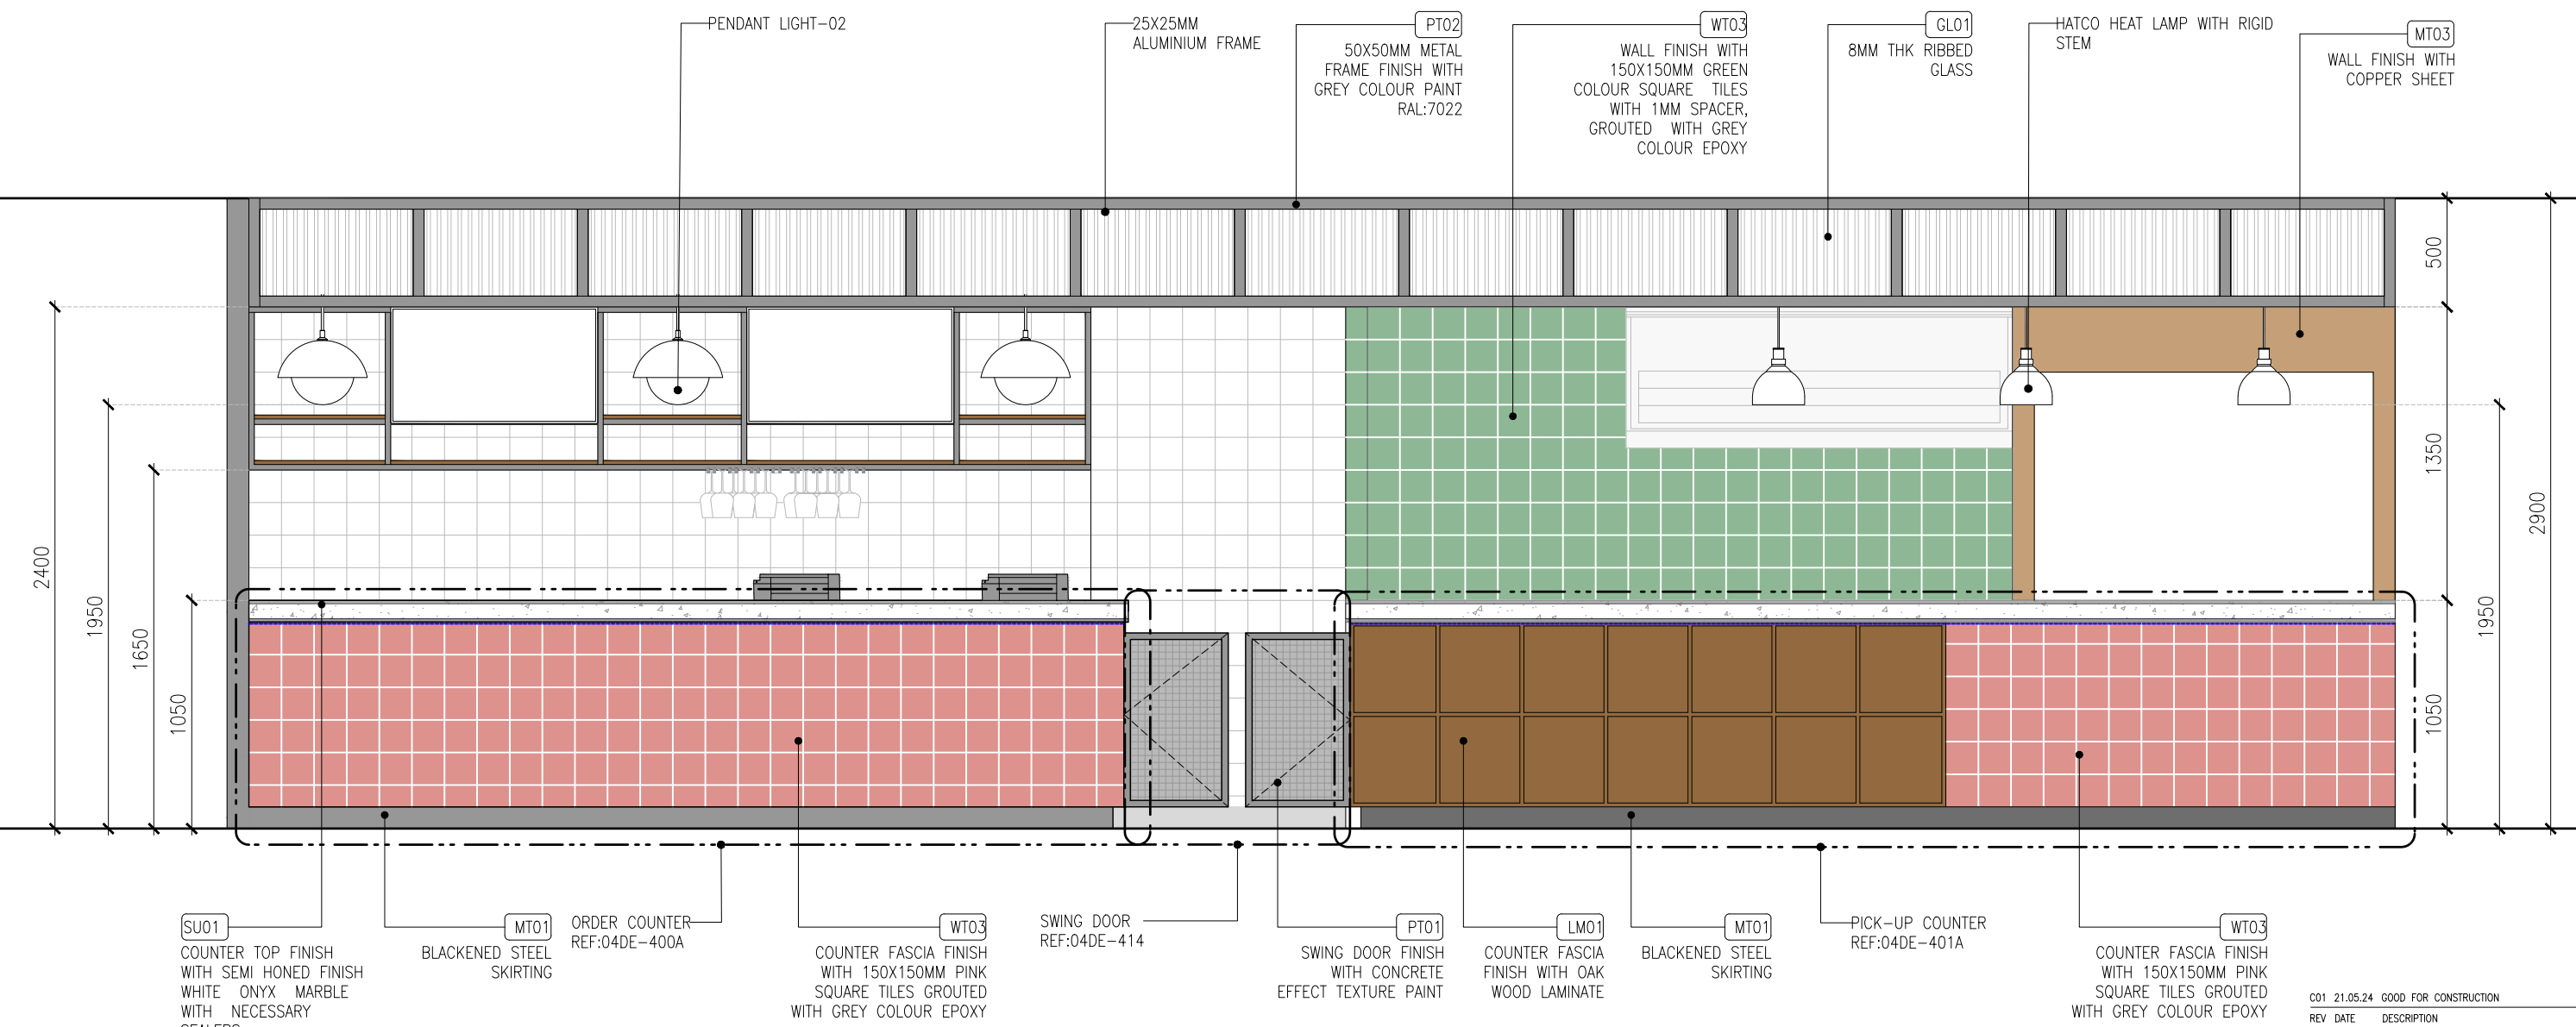 PENDANT LIGHT-02
25X25MM
ALUMINIUM FRAME
PT02
50X50MM METAL
FRAME FINISH WITH
GREY COLOUR PAINT
RAL:7022
WT03
WALL FINISH WITH
150X150MM GREEN
COLOUR SQUARE TILES
WITH 1MM SPACER,
GROUTED WITH GREY
COLOUR EPOXY
GL01
8MM THK RIBBED
GLASS
HATCO HEAT LAMP WITH RIGID
STEM
MT03
WALL FINISH WITH
COPPER SHEET
2400
1950
1650
1050
500
1350
1050
1950
2900
SU01
COUNTER TOP FINISH
WITH SEMI HONED FINISH
WHITE ONYX MARBLE
WITH NECESSARY
MT01
BLACKENED STEEL
SKIRTING
ORDER COUNTER
REF:04DE-400A
WT03
COUNTER FASCIA FINISH
WITH 150X150MM PINK
SQUARE TILES GROUTED
WITH GREY COLOUR EPOXY
SWING DOOR
REF:04DE-414
PT01
SWING DOOR FINISH
WITH CONCRETE
EFFECT TEXTURE PAINT
LM01
COUNTER FASCIA
FINISH WITH OAK
WOOD LAMINATE
MT01
BLACKENED STEEL
SKIRTING
PICK-UP COUNTER
REF:04DE-401A
WT03
COUNTER FASCIA FINISH
WITH 150X150MM PINK
SQUARE TILES GROUTED
WITH GREY COLOUR EPOXY
C01 21.05.24 GOOD FOR CONSTRUCTION
REV DATE DESCRIPTION